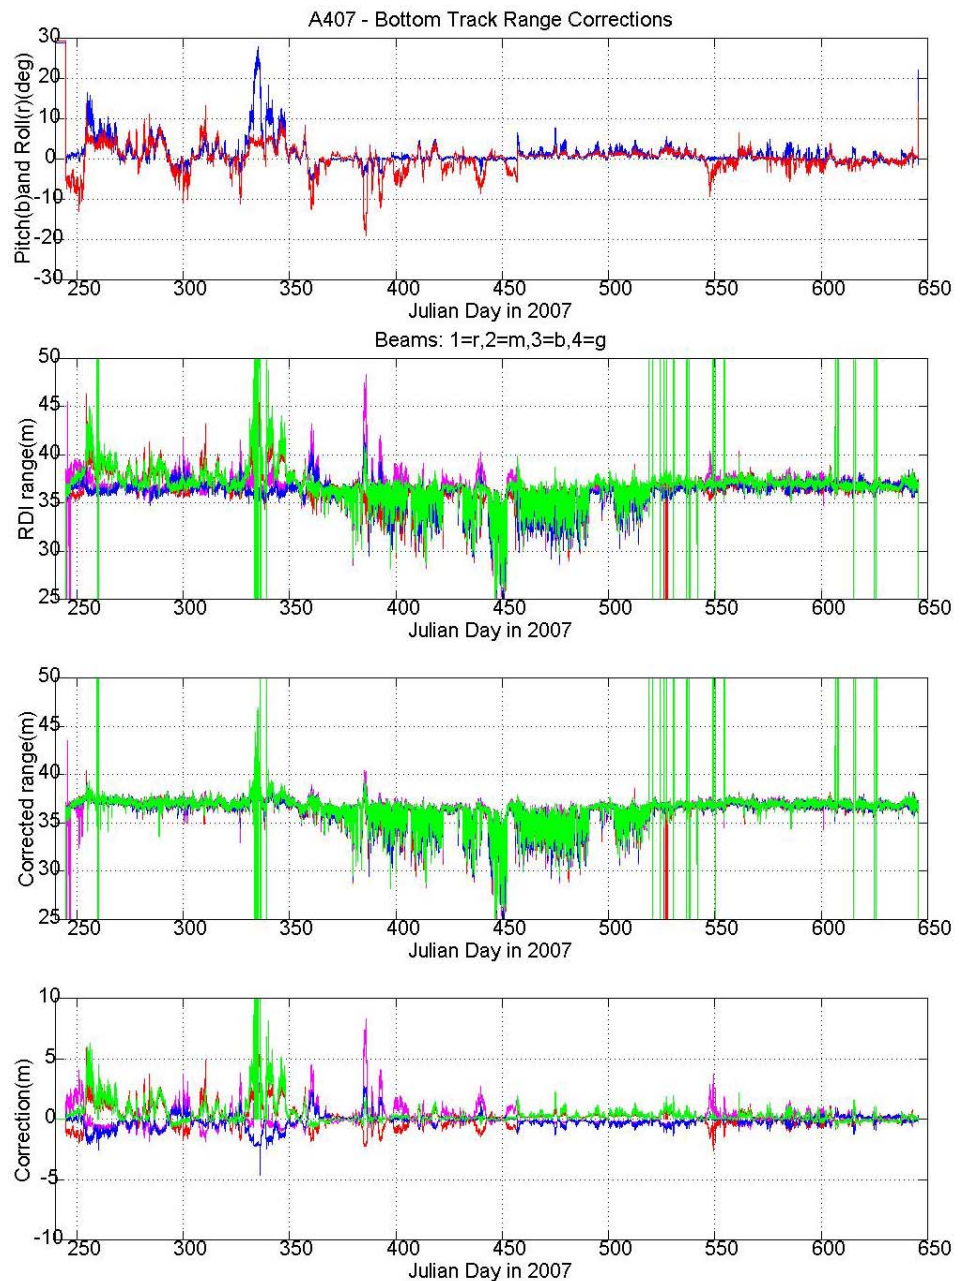 A407 - Bottom Track Range Corrections
Pitch(b)band Roll(r)(deg)
30
20
10
0
-10
-20
-30
250 300 350 400 450 500 550 600 650
Julian Day in 2007
Beams: 1=r,2=m,3=b,4=g
RDI range(m)
50
45
40
35
30
25
250 300 350 400 450 500 550 600 650
Julian Day in 2007
Corrected range(m)
50
45
40
35
30
25
250 300 350 400 450 500 550 600 650
Julian Day in 2007
Correction(m)
10
5
0
-5
-10
250 300 350 400 450 500 550 600 650
Julian Day in 2007